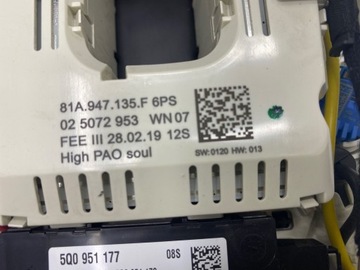 81A.947.135.F 6PS
02 5072 953 WN 07
FEE III 28.02.19 12S
High PAO soul
SW:0120 HW: 013
5Q0 951 177 08S